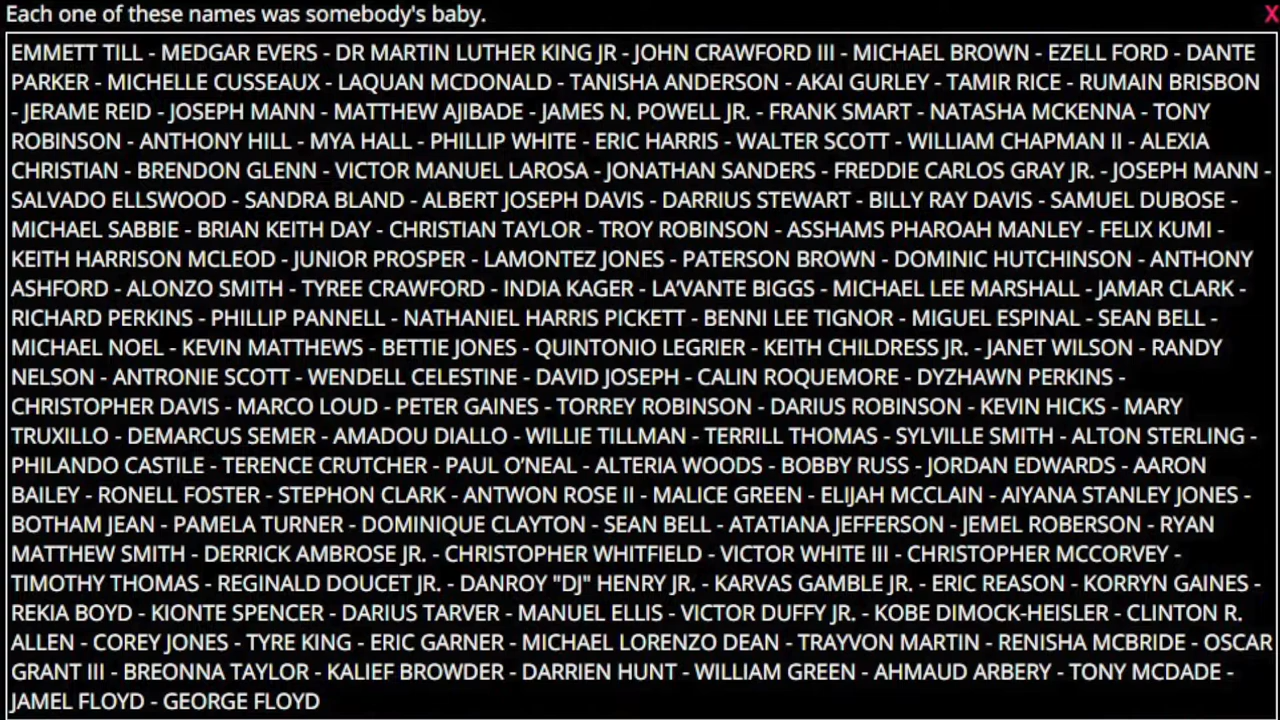 Each one of these names was somebody's baby.
X
EMMETT TILL - MEDGAR EVERS - DR MARTIN LUTHER KING JR - JOHN CRAWFORD III - MICHAEL BROWN - EZELL FORD - DANTE
PARKER - MICHELLE CUSSEAUX - LAQUAN MCDONALD - TANISHA ANDERSON - AKAI GURLEY - TAMIR RICE - RUMAIN BRISBON
- JERAME REID - JOSEPH MANN - MATTHEW AJIBADE - JAMES N. POWELL JR. - FRANK SMART - NATASHA MCKENNA - TONY
ROBINSON - ANTHONY HILL - MYA HALL - PHILLIP WHITE - ERIC HARRIS - WALTER SCOTT - WILLIAM CHAPMAN II - ALEXIA
CHRISTIAN - BRENDON GLENN - VICTOR MANUEL LAROSA - JONATHAN SANDERS - FREDDIE CARLOS GRAY JR. - JOSEPH MANN -
SALVADO ELLSWOOD - SANDRA BLAND - ALBERT JOSEPH DAVIS - DARRIUS STEWART - BILLY RAY DAVIS - SAMUEL DUBOSE -
MICHAEL SABBIE - BRIAN KEITH DAY - CHRISTIAN TAYLOR - TROY ROBINSON - ASSHAMS PHAROAH MANLEY - FELIX KUMI -
KEITH HARRISON MCLEOD - JUNIOR PROSPER - LAMONTEZ JONES - PATERSON BROWN - DOMINIC HUTCHINSON - ANTHONY
ASHFORD - ALONZO SMITH - TYREE CRAWFORD - INDIA KAGER - LA’VANTE BIGGS - MICHAEL LEE MARSHALL - JAMAR CLARK -
RICHARD PERKINS - PHILLIP PANNELL - NATHANIEL HARRIS PICKETT - BENNI LEE TIGNOR - MIGUEL ESPINAL - SEAN BELL -
MICHAEL NOEL - KEVIN MATTHEWS - BETTIE JONES - QUINTONIO LEGRIER - KEITH CHILDRESS JR. - JANET WILSON - RANDY
NELSON - ANTRONIE SCOTT - WENDELL CELESTINE - DAVID JOSEPH - CALIN ROQUEMORE - DYZHAWN PERKINS -
CHRISTOPHER DAVIS - MARCO LOUD - PETER GAINES - TORREY ROBINSON - DARIUS ROBINSON - KEVIN HICKS - MARY
TRUXILLO - DEMARCUS SEMER - AMADOU DIALLO - WILLIE TILLMAN - TERRILL THOMAS - SYLVILLE SMITH - ALTON STERLING -
PHILANDO CASTILE - TERENCE CRUTCHER - PAUL O’NEAL - ALTERIA WOODS - BOBBY RUSS - JORDAN EDWARDS - AARON
BAILEY - RONELL FOSTER - STEPHON CLARK - ANTWON ROSE II - MALICE GREEN - ELIJAH MCCLAIN - AIYANA STANLEY JONES -
BOTHAM JEAN - PAMELA TURNER - DOMINIQUE CLAYTON - SEAN BELL - ATATIANA JEFFERSON - JEMEL ROBERSON - RYAN
MATTHEW SMITH - DERRICK AMBROSE JR. - CHRISTOPHER WHITFIELD - VICTOR WHITE III - CHRISTOPHER MCCORVEY -
TIMOTHY THOMAS - REGINALD DOUCET JR. - DANROY "DJ" HENRY JR. - KARVAS GAMBLE JR. - ERIC REASON - KORRYN GAINES -
REKIA BOYD - KIONTE SPENCER - DARIUS TARVER - MANUEL ELLIS - VICTOR DUFFY JR. - KOBE DIMOCK-HEISLER - CLINTON R.
ALLEN - COREY JONES - TYRE KING - ERIC GARNER - MICHAEL LORENZO DEAN - TRAYVON MARTIN - RENISHA MCBRIDE - OSCAR
GRANT III - BREONNA TAYLOR - KALIEF BROWDER - DARRIEN HUNT - WILLIAM GREEN - AHMAUD ARBERY - TONY MCDADE -
JAMEL FLOYD - GEORGE FLOYD